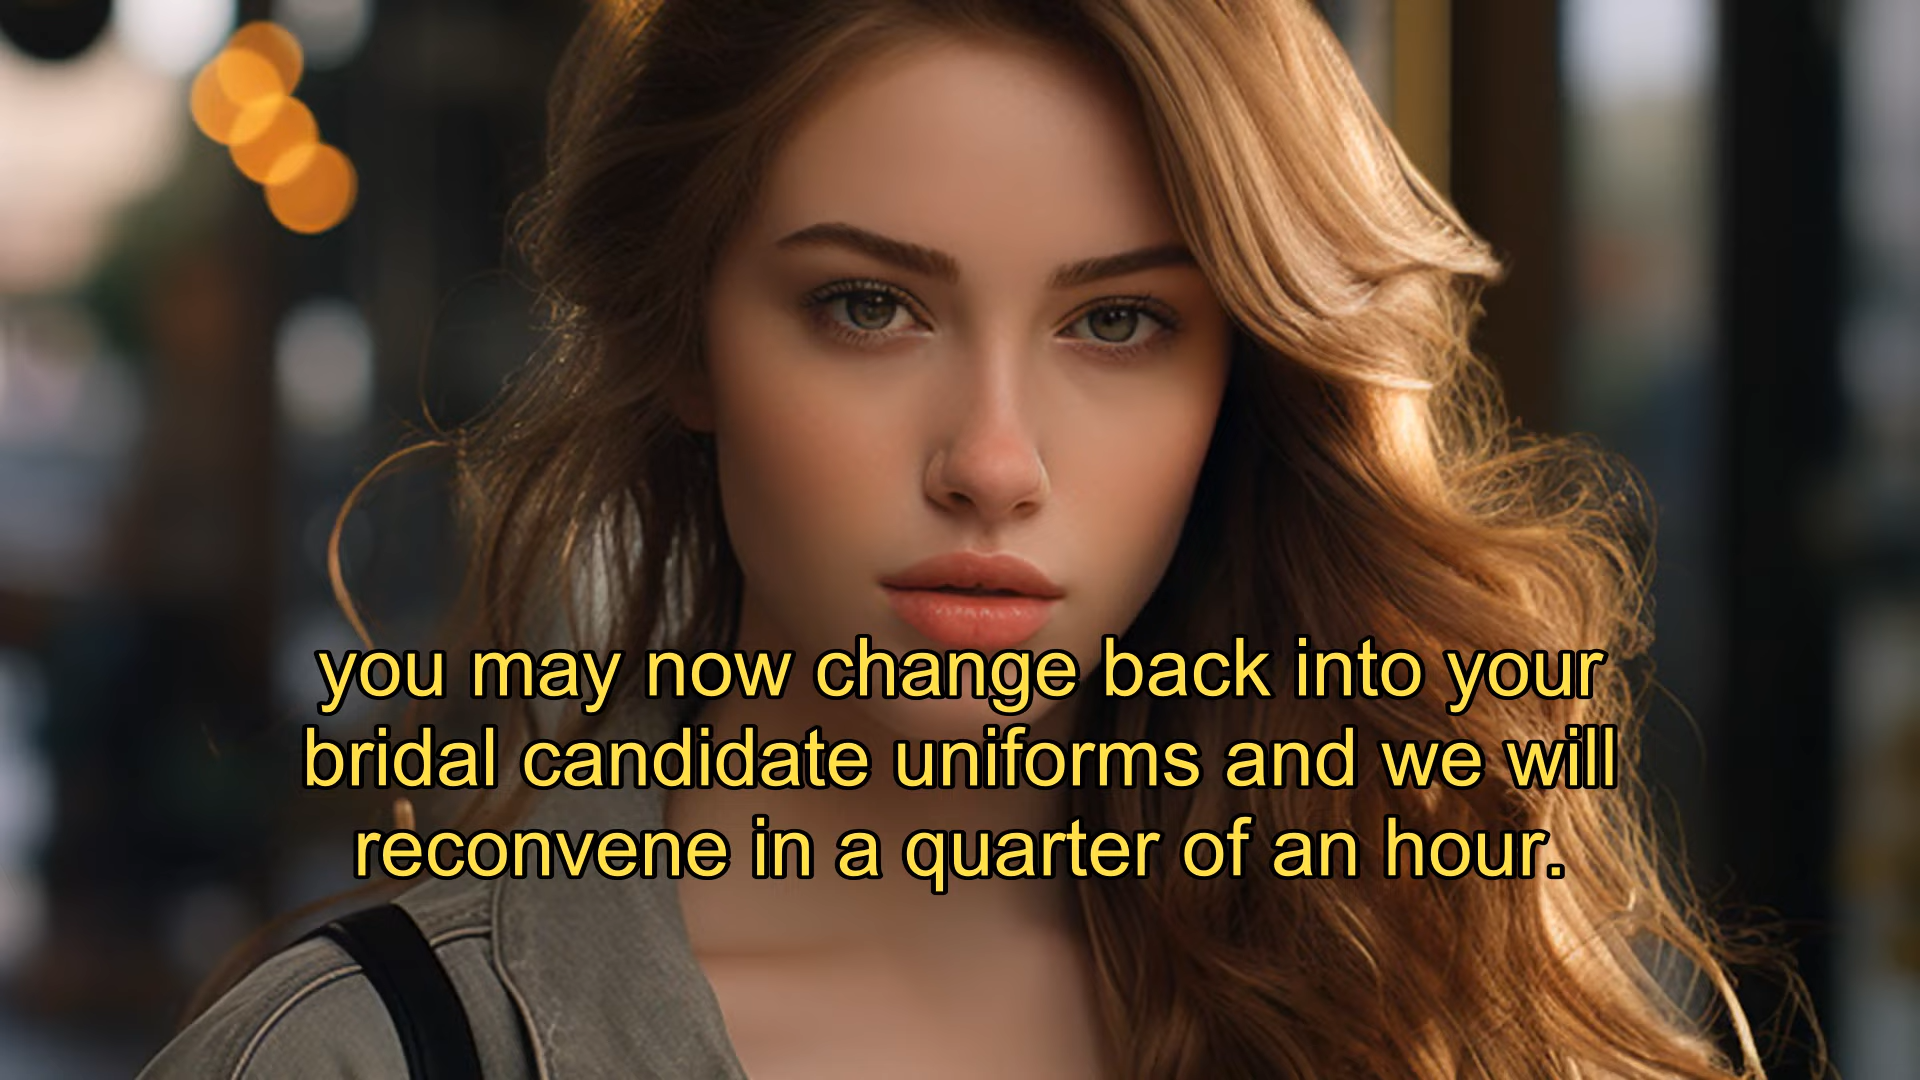 you may now change back into your
bridal candidate uniforms and we will
reconvene in a quarter of an hour.